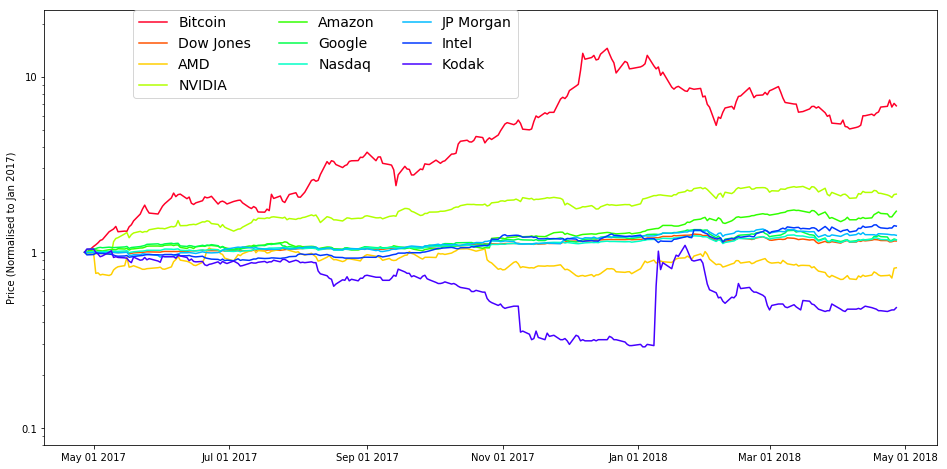 Bitcoin
Dow Jones
AMD
NVIDIA
Amazon
Google
Nasdaq
JP Morgan
Intel
Kodak
Price (Normalised to Jan 2017)
10
1
0.1
May 01 2017
Jul 01 2017
Sep 01 2017
Nov 01 2017
Jan 01 2018
Mar 01 2018
May 01 2018